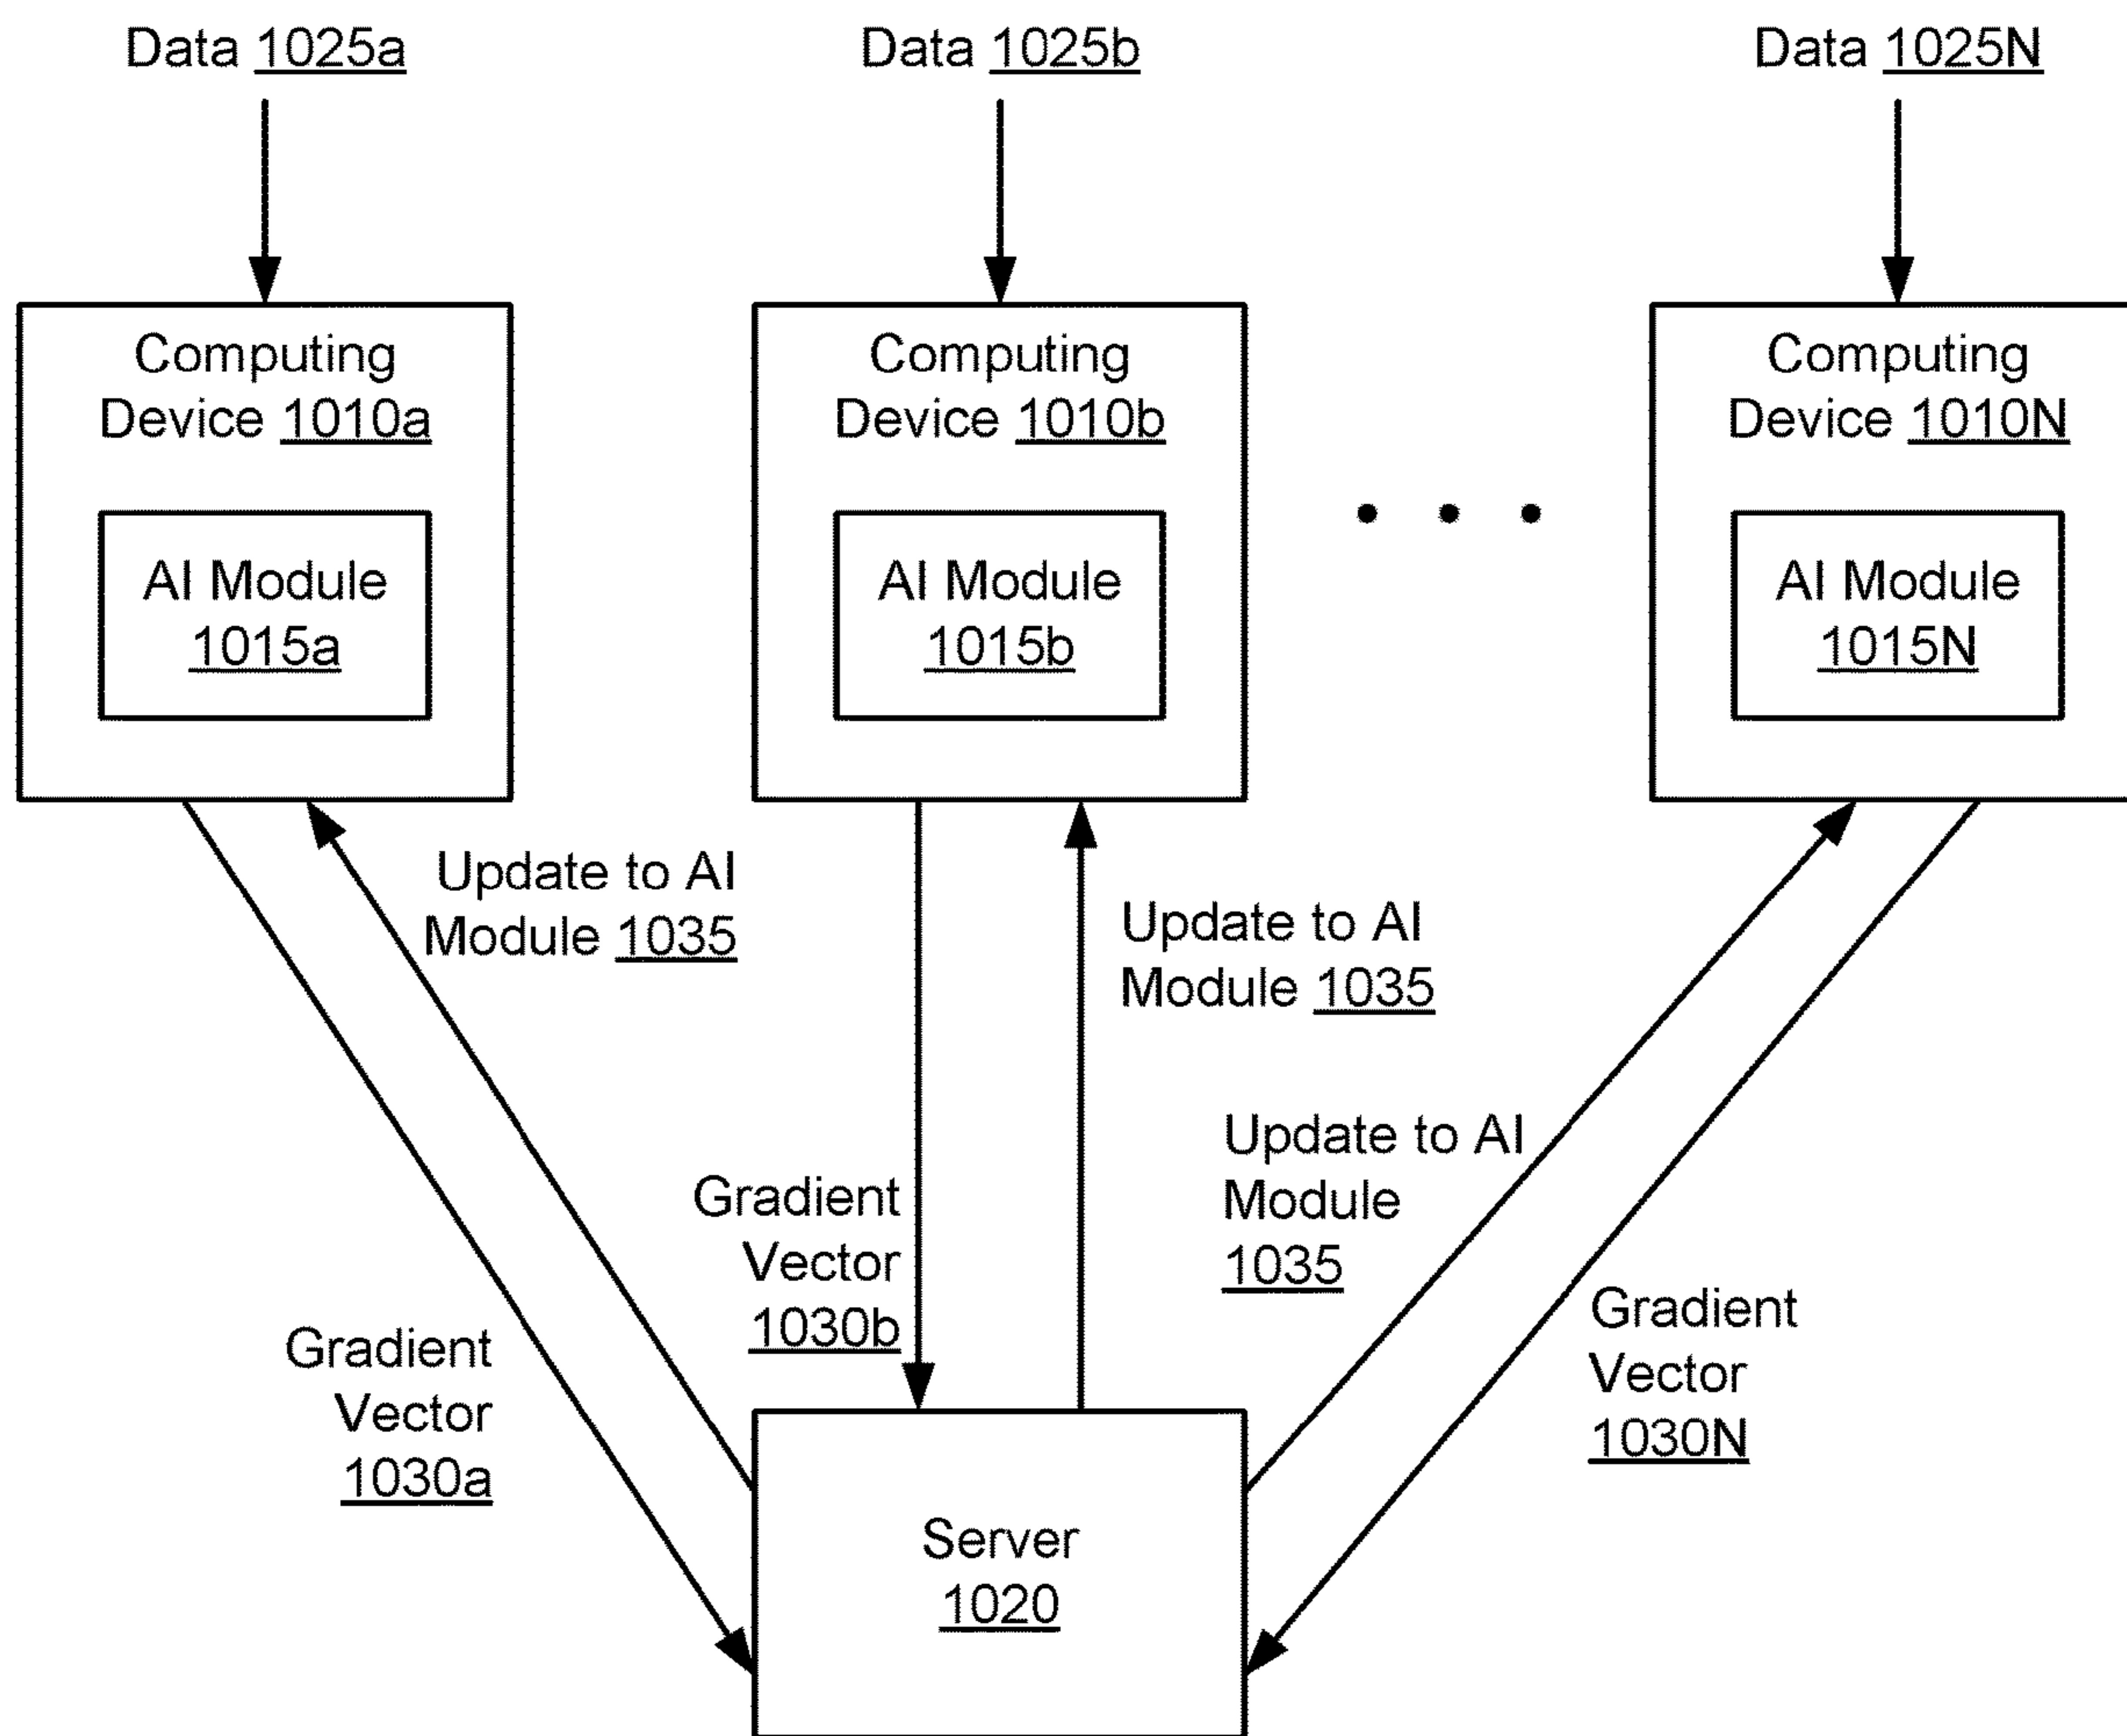 Data 1025a
Data 1025b
Data 1025N
Computing
Device 1010a
AI Module
1015a
Computing
Device 1010b
AI Module
1015b
Computing
Device 1010N
AI Module
1015N
Update to AI
Module 1035
Update to AI
Module 1035
Update to AI
Module
1035
Gradient
Vector
1030a
Gradient
Vector
1030b
Gradient
Vector
1030N
Server
1020